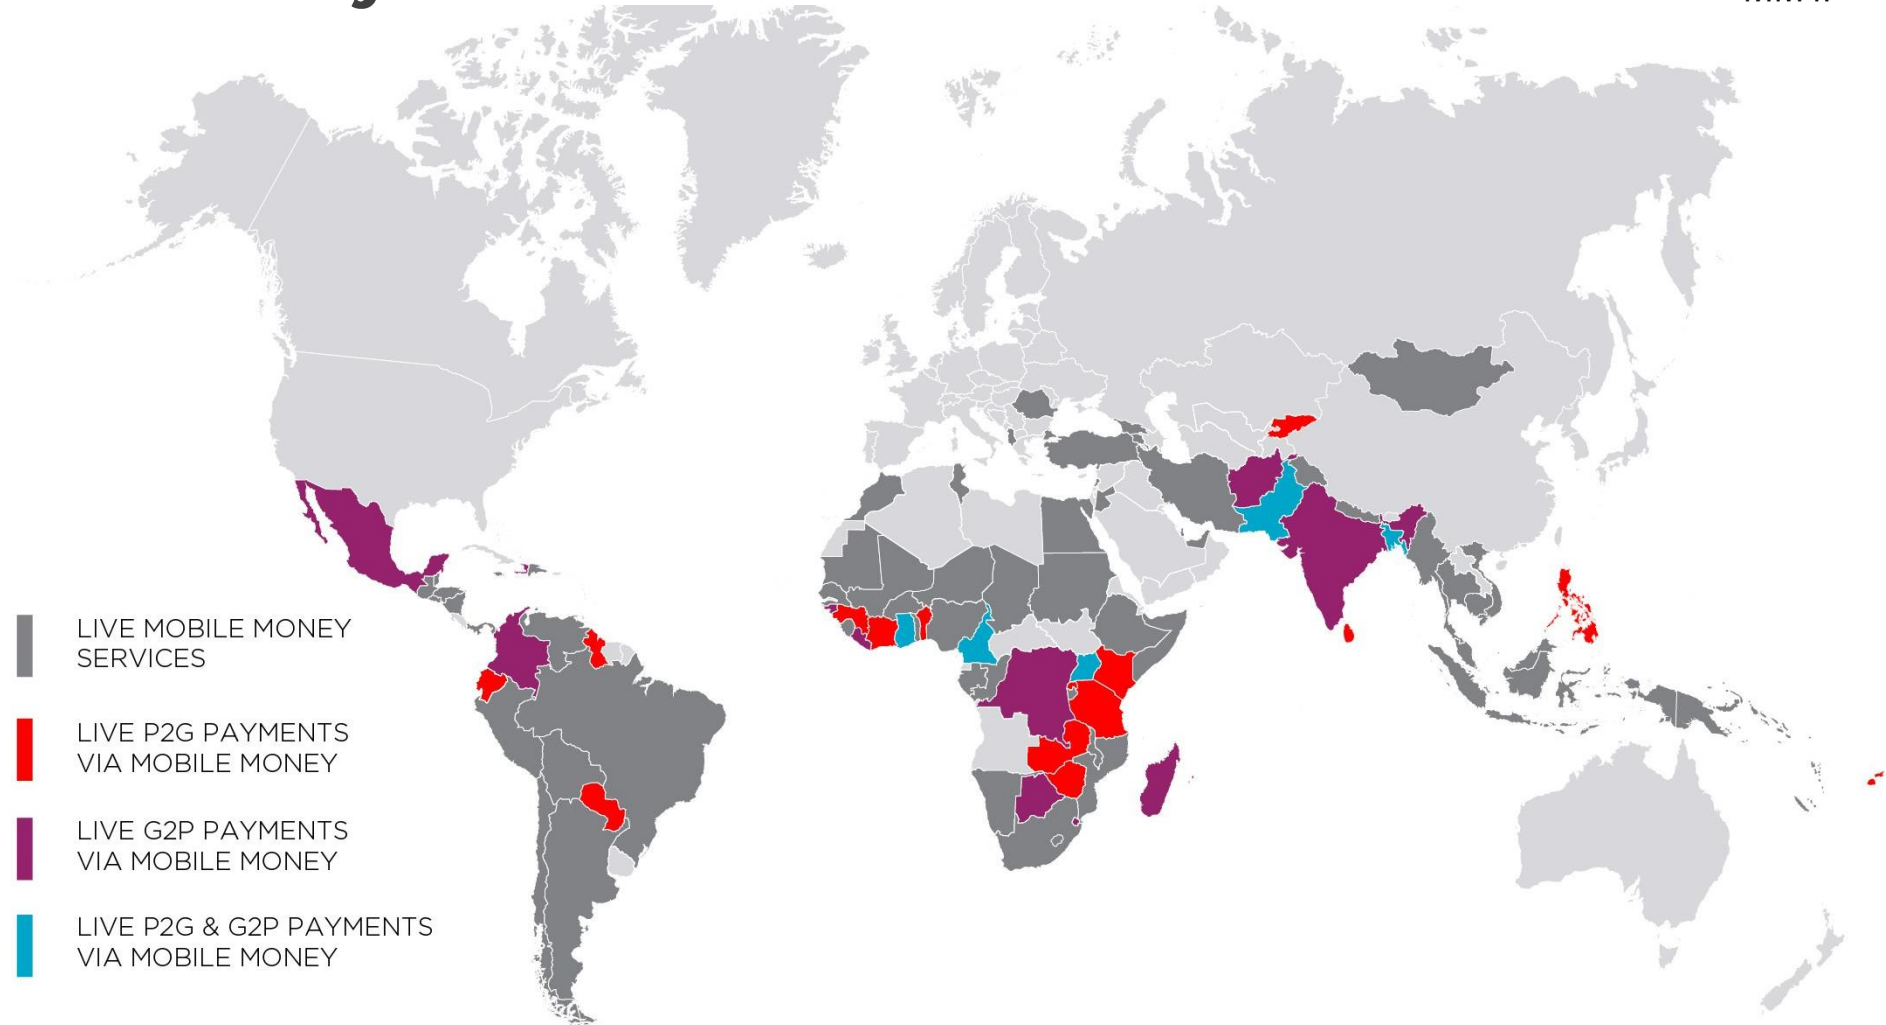 LIVE MOBILE MONEY
SERVICES
LIVE P2G PAYMENTS
VIA MOBILE MONEY
LIVE G2P PAYMENTS
VIA MOBILE MONEY
LIVE P2G & G2P PAYMENTS
VIA MOBILE MONEY